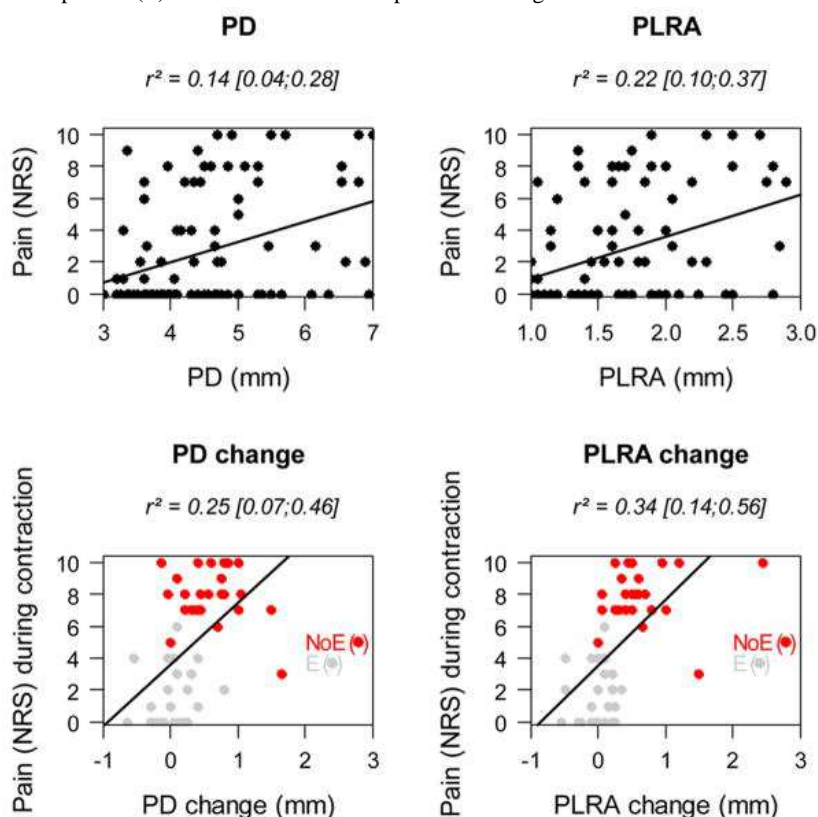 PD
r² = 0.14 [0.04;0.28]
Pain (NRS)
10
8
6
4
2
0
3
4
5
6
7
PD (mm)
PLRA
r² = 0.22 [0.10;0.37]
Pain (NRS)
10
8
6
4
2
0
1.0
1.5
2.0
2.5
3.0
PLRA (mm)
PD change
r² = 0.25 [0.07;0.46]
Pain (NRS) during contraction
10
8
6
4
2
0
NoE(•)
E(•)
-1
0
1
2
3
PD change (mm)
PLRA change
r² = 0.34 [0.14;0.56]
Pain (NRS) during contraction
10
8
6
4
2
0
NoE(•)
E(•)
-1
0
1
2
3
PLRA change (mm)